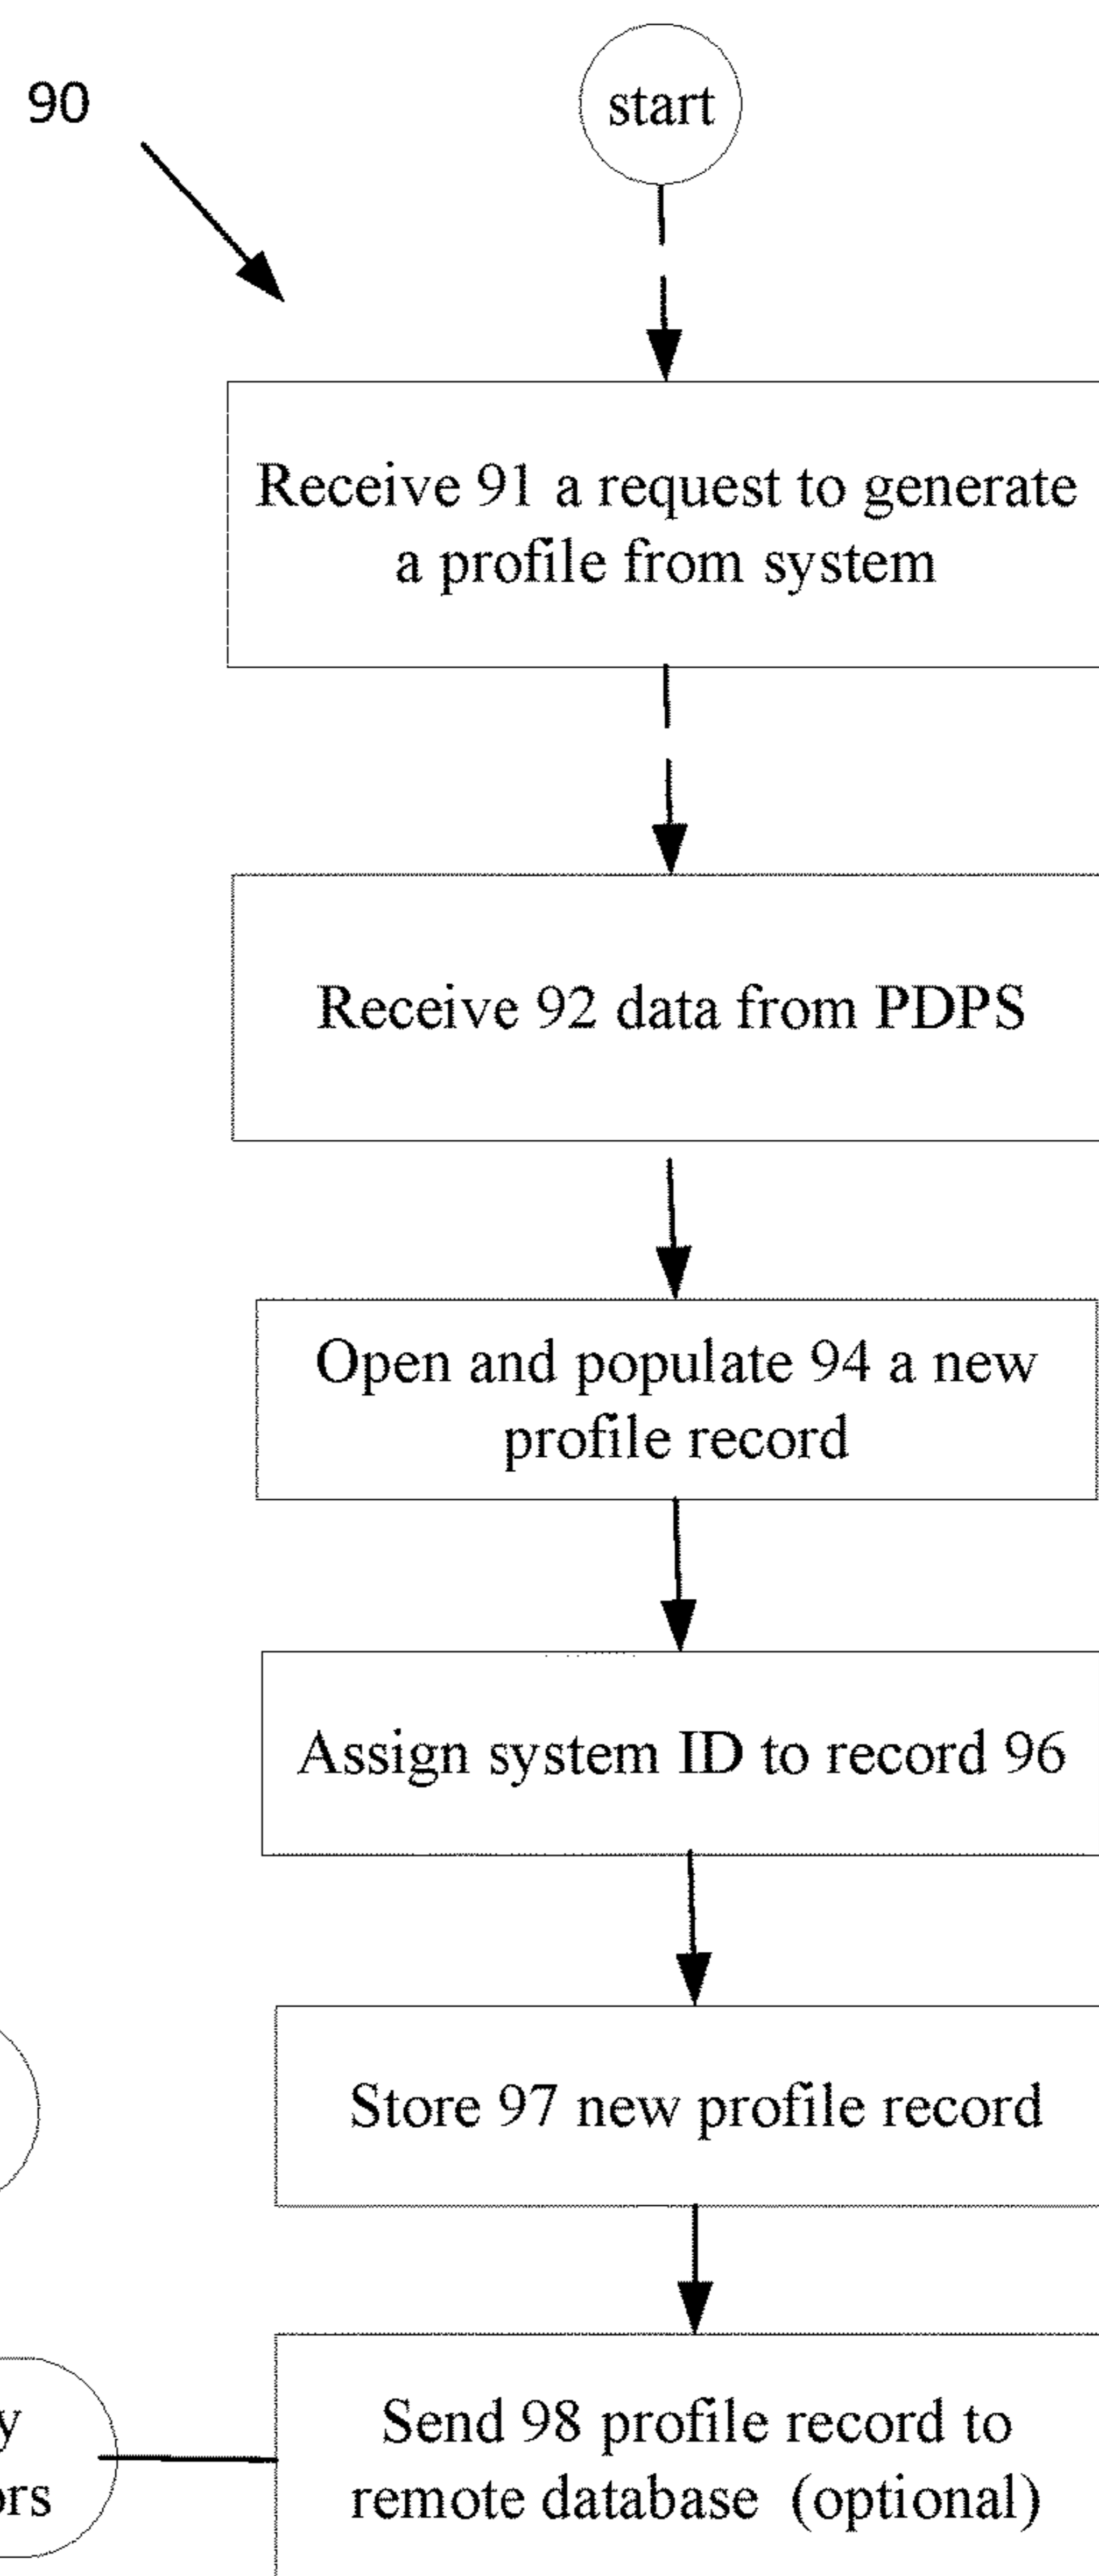 90
start
Receive 91 a request to generate
a profile from system
Receive 92 data from PDPS
Open and populate 94 a new
profile record
Assign system ID to record 96
Store 97 new profile record
Send 98 profile record to
remote database (optional)